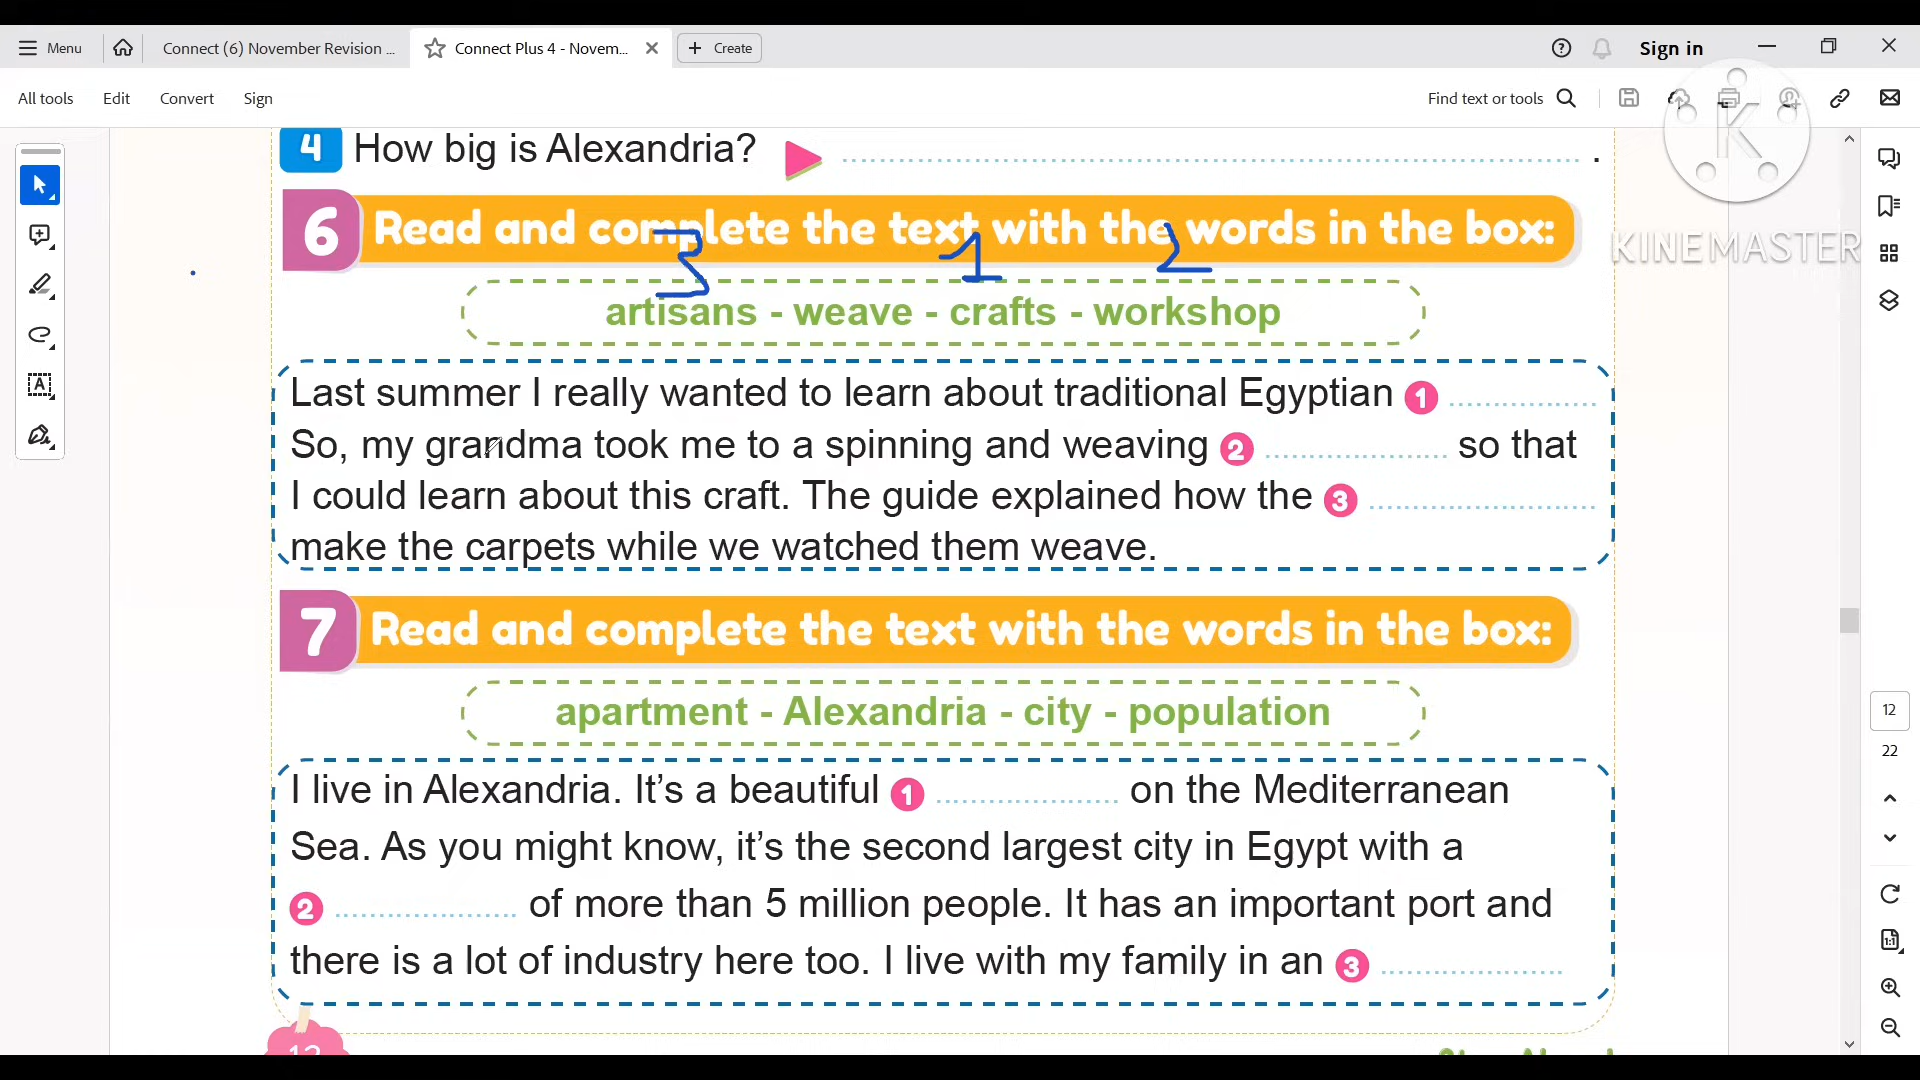 Menu
Connect (6) November Revision ...
Connect Plus 4 - Novem...
Create
Sign in
All tools Edit Convert Sign
Find text or tools
4 How big is Alexandria? .
KINEMASTER
6 Read and complete the text with the words in the box:
3 1 2
artisans - weave - crafts - workshop
Last summer I really wanted to learn about traditional Egyptian 1 ....................
So, my grandma took me to a spinning and weaving 2 .................... so that
I could learn about this craft. The guide explained how the 3 ....................
make the carpets while we watched them weave.
7 Read and complete the text with the words in the box:
apartment - Alexandria - city - population
I live in Alexandria. It’s a beautiful 1 .................... on the Mediterranean
Sea. As you might know, it’s the second largest city in Egypt with a
2 .................... of more than 5 million people. It has an important port and
there is a lot of industry here too. I live with my family in an 3 ....................
12
22